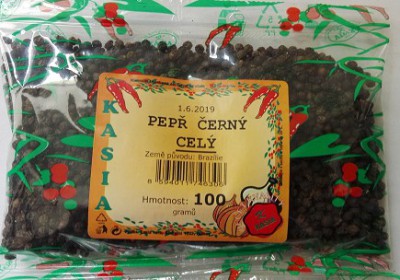 KASIA
1.6.2019
PEPŘ ČERNÝ
CELÝ
Země původu: Brazílie
Hmotnost: 100
gramů